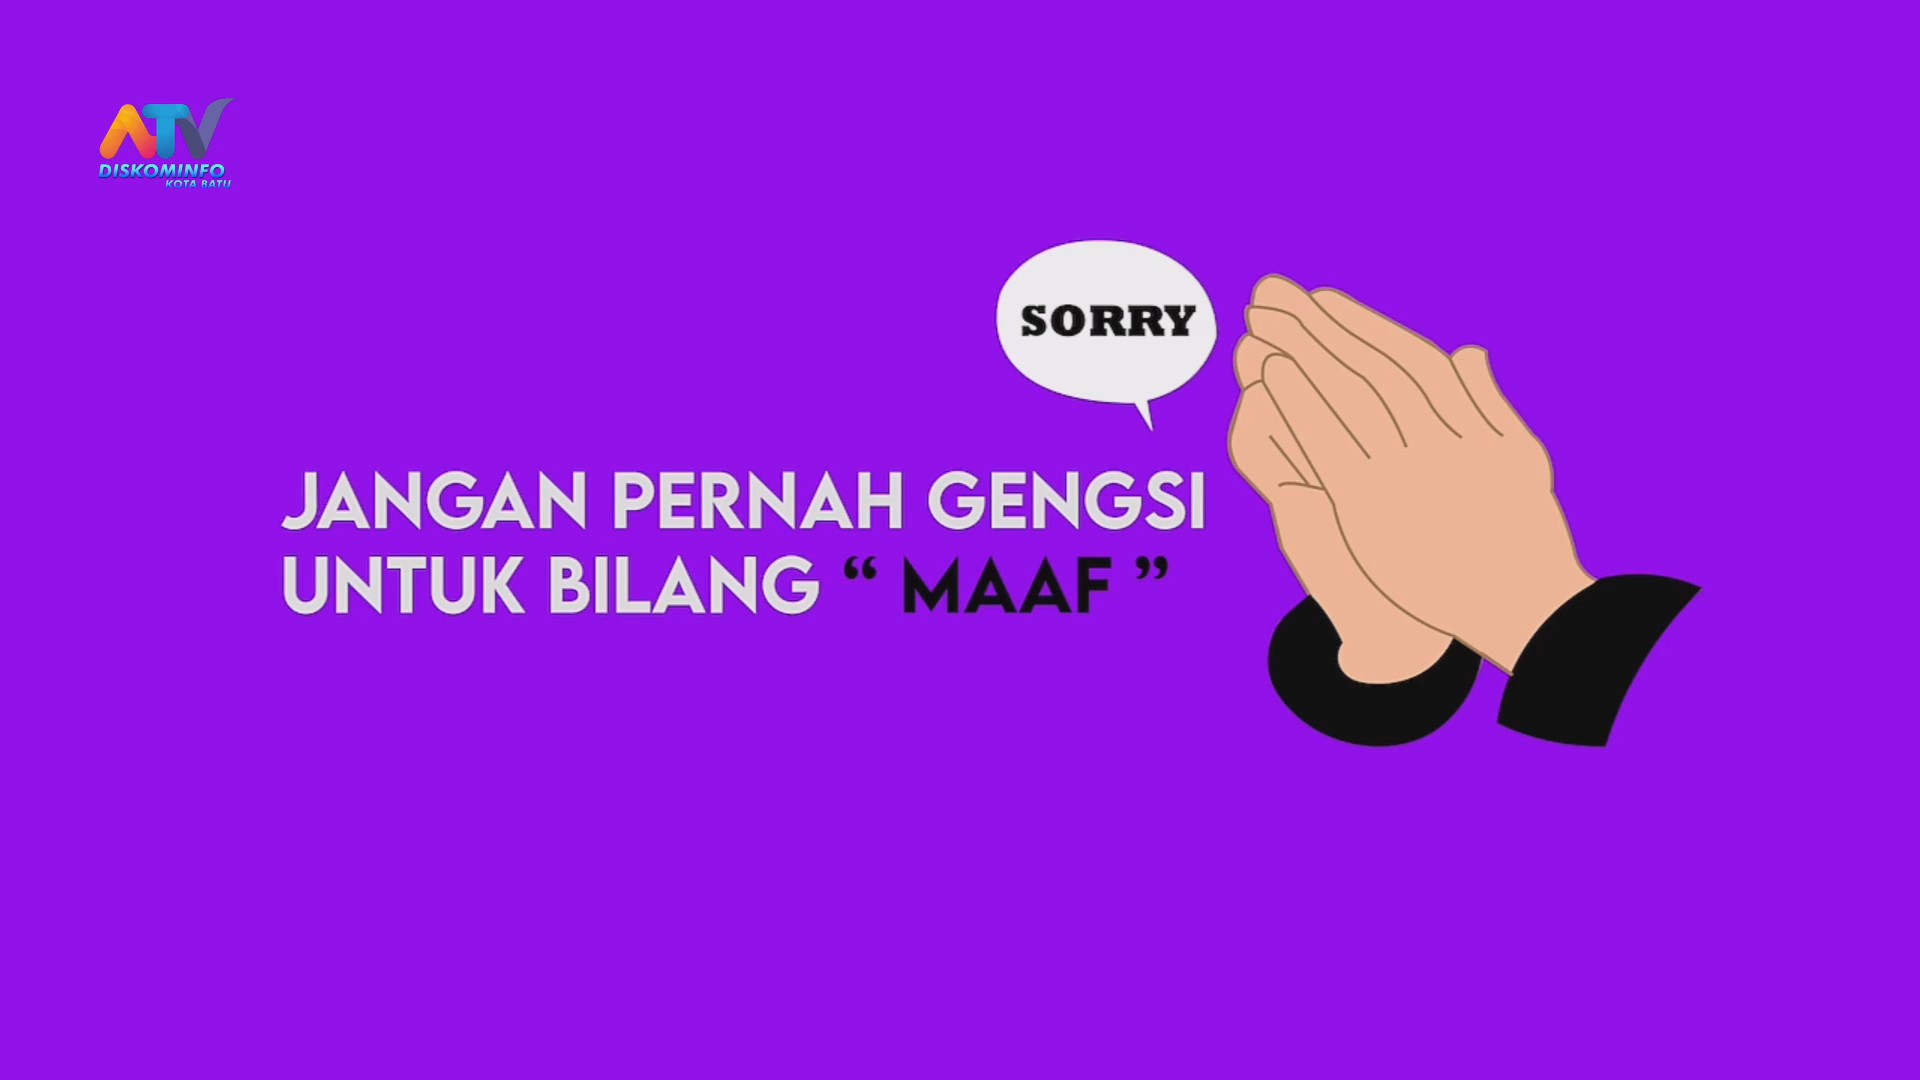 ATV
DISKOMINFO
KOTA BATU
SORRY
JANGAN PERNAH GENGSI
UNTUK BILANG “ MAAF ”